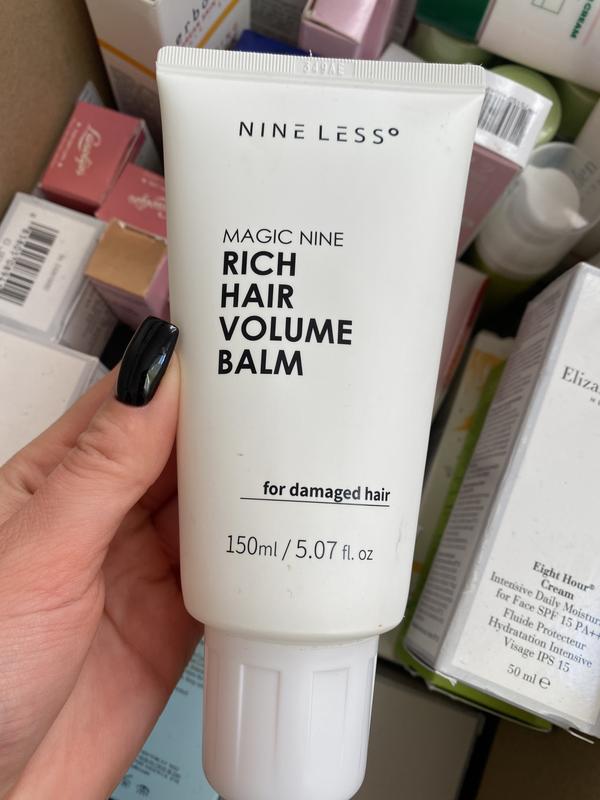 NINE LESS
MAGIC NINE
RICH
HAIR
VOLUME
BALM
for damaged hair
150ml / 5.07 fl. oz
Eight Hour®
Cream
Intensive Daily
for Face SPF 15 PA++
Fluide Protecteur
Hydratation Intensive
Visage IPS 15
50 ml ℮
CREAM